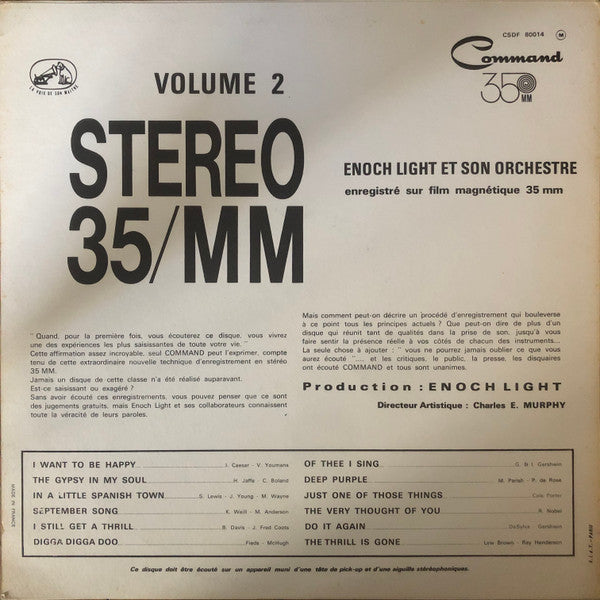 CSDF 80014 M
LA VOIX DE SON MAITRE
Command
35 MM
VOLUME 2
STEREO
35/MM
ENOCH LIGHT ET SON ORCHESTRE
enregistré sur film magnétique 35 mm
" Quand, pour la première fois, vous écouterez ce disque, vous vivrez
une des expériences les plus saisissantes de toute votre vie. "
Cette affirmation assez incroyable, seul COMMAND peut l'exprimer, compte
tenu de cette extraordinaire nouvelle technique d'enregistrement en stéréo
35 MM.
Jamais un disque de cette classe n'a été réalisé auparavant.
Est-ce saisissant ou exagéré ?
Sans avoir écouté ces enregistrements, vous pouvez penser que ce sont
des jugements gratuits, mais Enoch Light et ses collaborateurs connaissent
toute la véracité de leurs paroles.
Mais comment peut-on décrire un procédé d'enregistrement qui bouleverse
à ce point tous les principes actuels ? Que peut-on dire de plus d'un
disque qui réunit tant de qualités dans la prise de son, jusqu'à vous
faire sentir la présence réelle à vos côtés de chacun des instruments...
La seule chose à ajouter : " vous ne pourrez jamais oublier ce que vous
aurez écouté ".... et les critiques, le public, la presse, les disquaires
ont écouté COMMAND et tous sont unanimes.
Production : ENOCH LIGHT
Directeur Artistique : Charles E. MURPHY
I WANT TO BE HAPPY J. Caesar - V. Youmans
THE GYPSY IN MY SOUL H. Jaffe - C. Boland
IN A LITTLE SPANISH TOWN S. Lewis - J. Young - M. Wayne
SEPTEMBER SONG K. Weill - M. Anderson
I STILL GET A THRILL B. Davis - J. Fred Coots
DIGGA DIGGA DOO Fieds - McHugh
OF THEE I SING G. & I. Gershwin
DEEP PURPLE M. Parish - P. de Rose
JUST ONE OF THOSE THINGS Cole Porter
THE VERY THOUGHT OF YOU R. Nobel
DO IT AGAIN DaSylva - Gershwin
THE THRILL IS GONE Lew Brown - Ray Henderson
Ce disque doit être écouté sur un appareil muni d'une tête de pick-up et d'une aiguille stéréophoniques.
MADE IN FRANCE